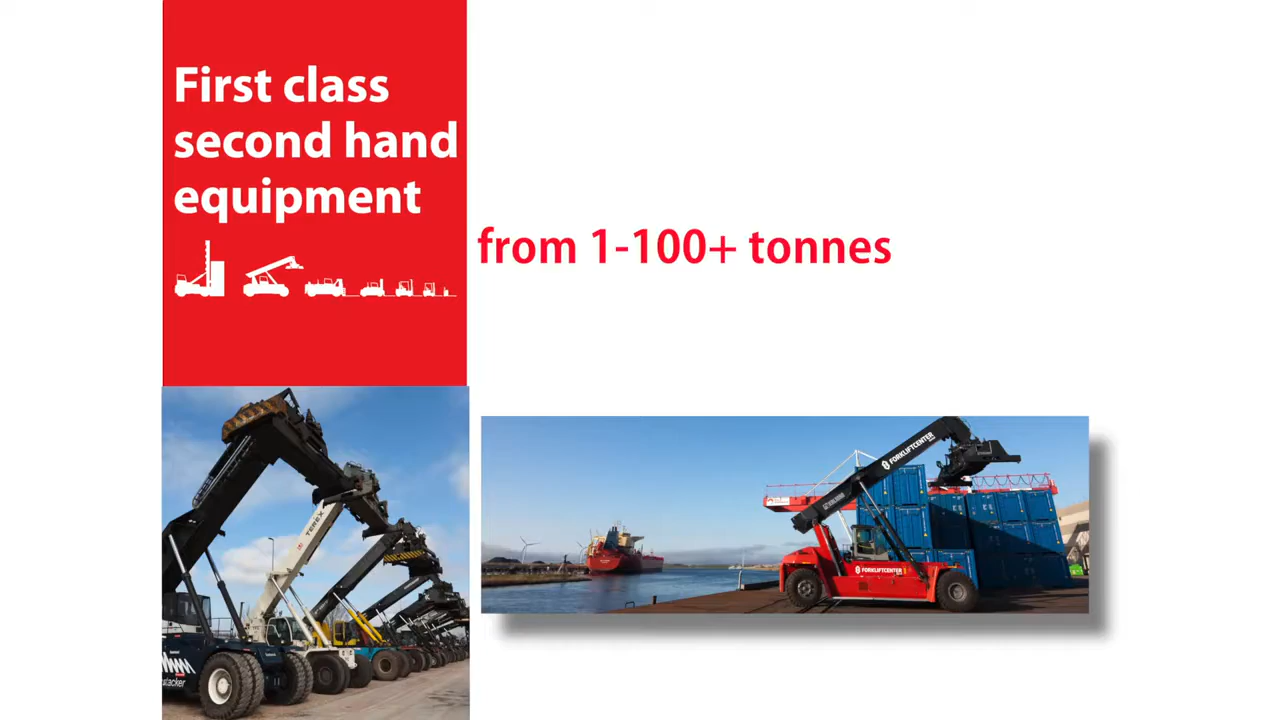 First class
second hand
equipment
from 1-100+ tonnes
TEREX
FORKLIFTCENTER
FORKLIFTCENTER